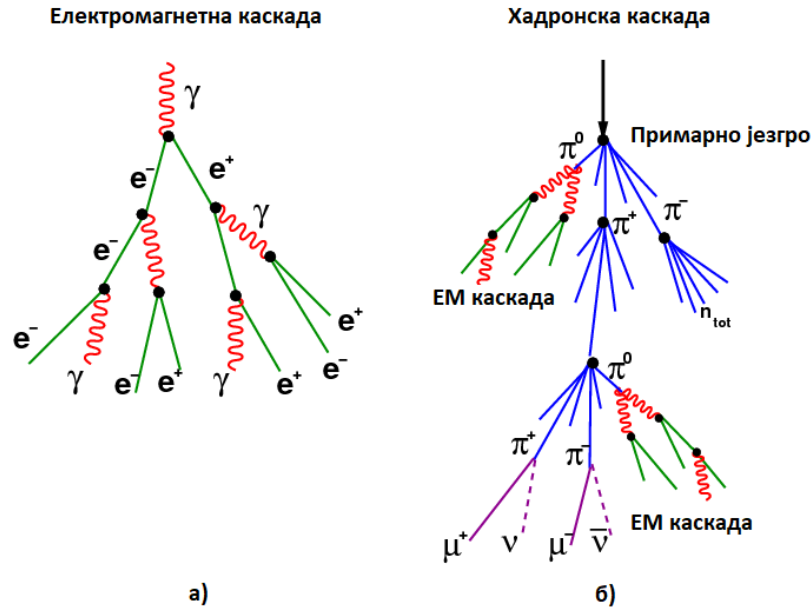 Електромагнетна каскада
γ
e⁻ e⁺
γ
e⁻
e⁻ γ e⁻ e⁺ γ e⁺ e⁻ e⁺
а)
Хадронска каскада
Примарно језгро
π⁰
π⁺ π⁻
ЕМ каскада
n_tot
π⁰
π⁺ π⁻
ЕМ каскада
μ⁺ ν μ⁻ ν̅
б)